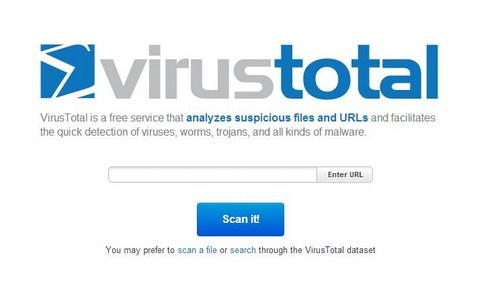 virustotal
VirusTotal is a free service that analyzes suspicious files and URLs and facilitates
the quick detection of viruses, worms, trojans, and all kinds of malware.
Enter URL
Scan it!
You may prefer to scan a file or search through the VirusTotal dataset